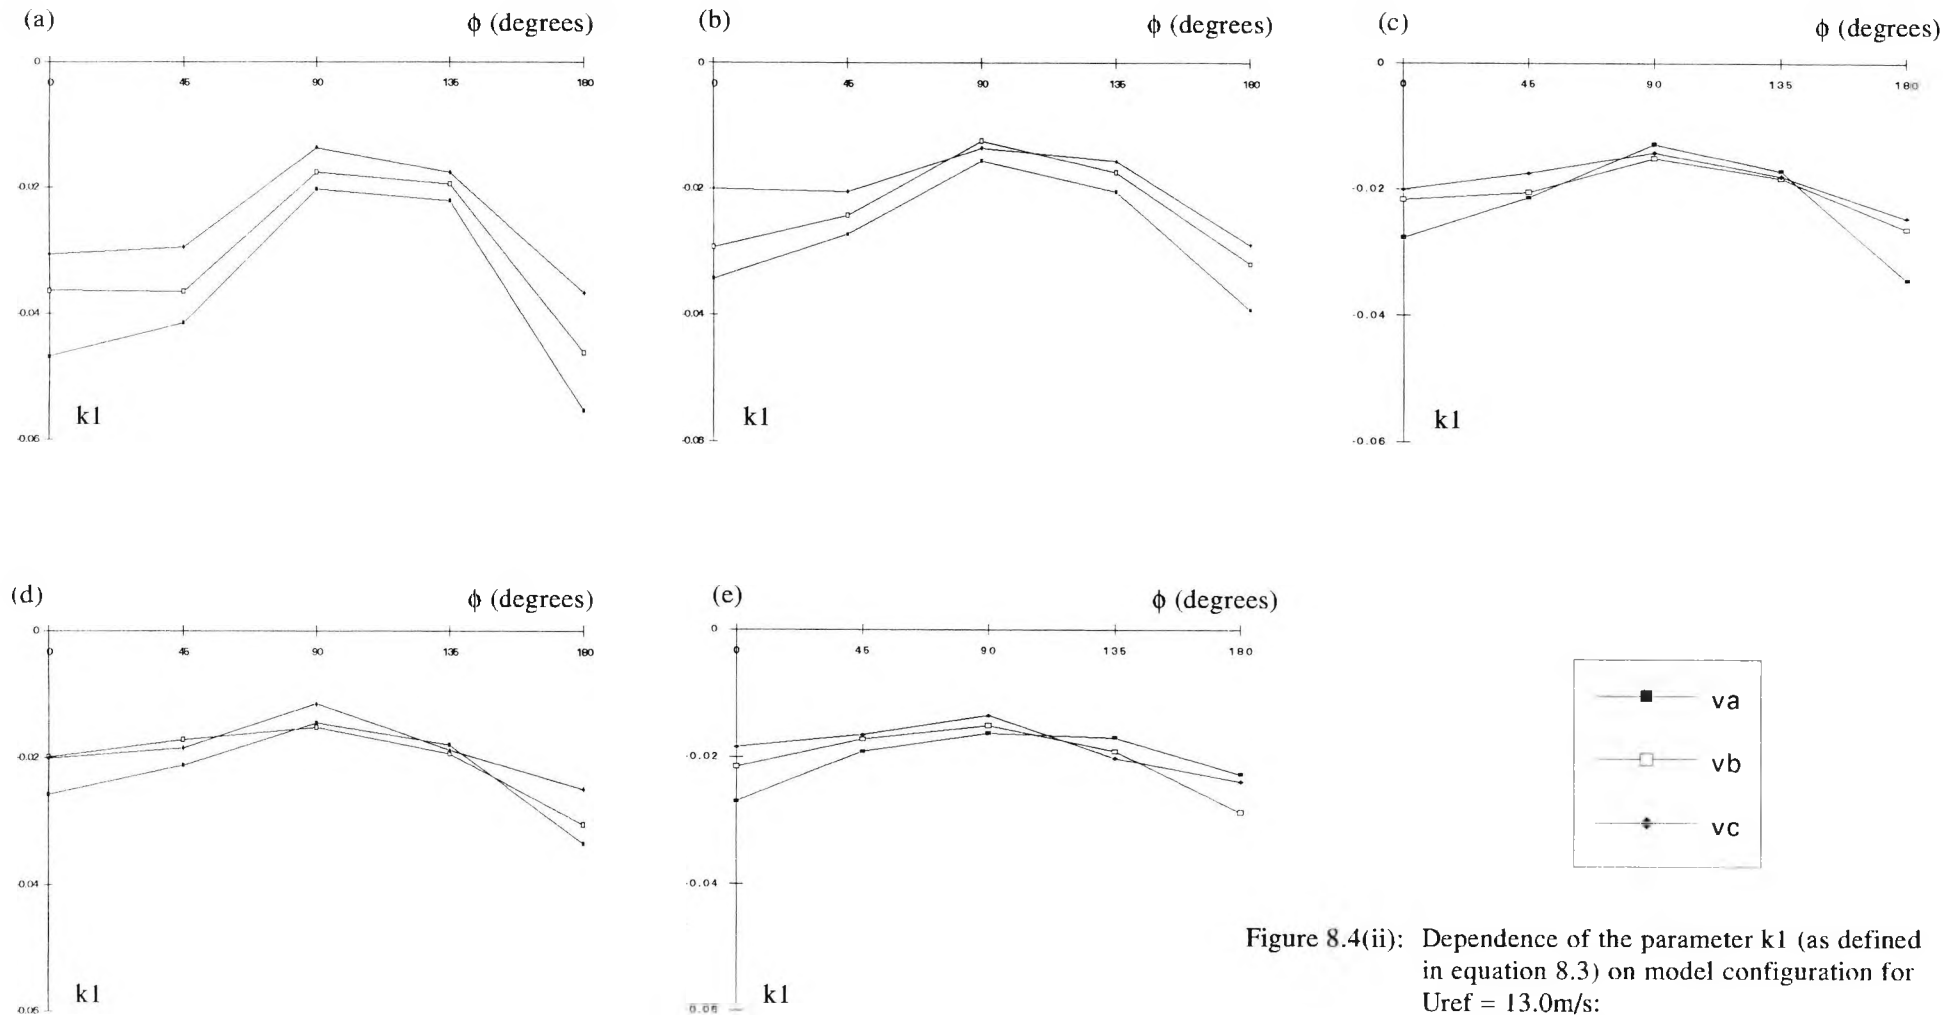 (a)
ϕ (degrees)
0
0 45 90 135 180
-0.02
-0.04
-0.06
k1
(b)
ϕ (degrees)
0
0 45 90 135 180
-0.02
-0.04
-0.06
k1
(c)
ϕ (degrees)
0
0 45 90 135 180
-0.02
-0.04
-0.06
k1
(d)
ϕ (degrees)
0
0 45 90 135 180
-0.02
-0.04
-0.06
k1
(e)
ϕ (degrees)
0
0 45 90 135 180
-0.02
-0.04
k1
va
vb
vc
Figure 8.4(ii): Dependence of the parameter k1 (as defined
in equation 8.3) on model configuration for
Uref = 13.0m/s: